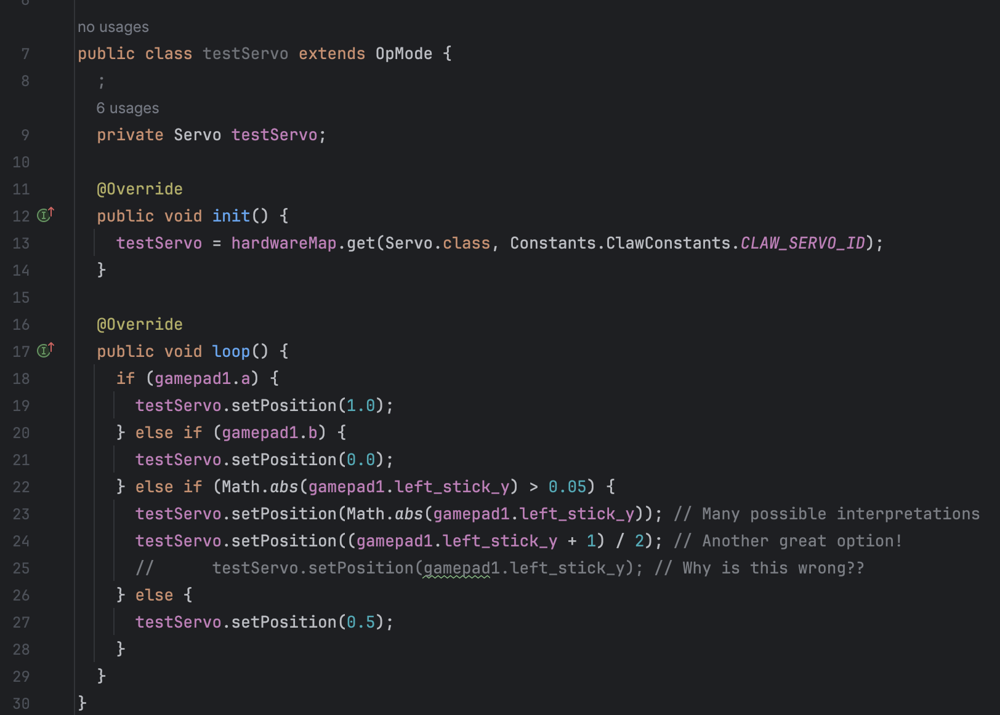 6
no usages
7 public class testServo extends OpMode {
8 ;
6 usages
9 private Servo testServo;
10
11 @Override
12 public void init() {
13 testServo = hardwareMap.get(Servo.class, Constants.ClawConstants.CLAW_SERVO_ID);
14 }
15
16 @Override
17 public void loop() {
18 if (gamepad1.a) {
19 testServo.setPosition(1.0);
20 } else if (gamepad1.b) {
21 testServo.setPosition(0.0);
22 } else if (Math.abs(gamepad1.left_stick_y) > 0.05) {
23 testServo.setPosition(Math.abs(gamepad1.left_stick_y)); // Many possible interpretations
24 testServo.setPosition((gamepad1.left_stick_y + 1) / 2); // Another great option!
25 // testServo.setPosition(gamepad1.left_stick_y); // Why is this wrong??
26 } else {
27 testServo.setPosition(0.5);
28 }
29 }
30 }